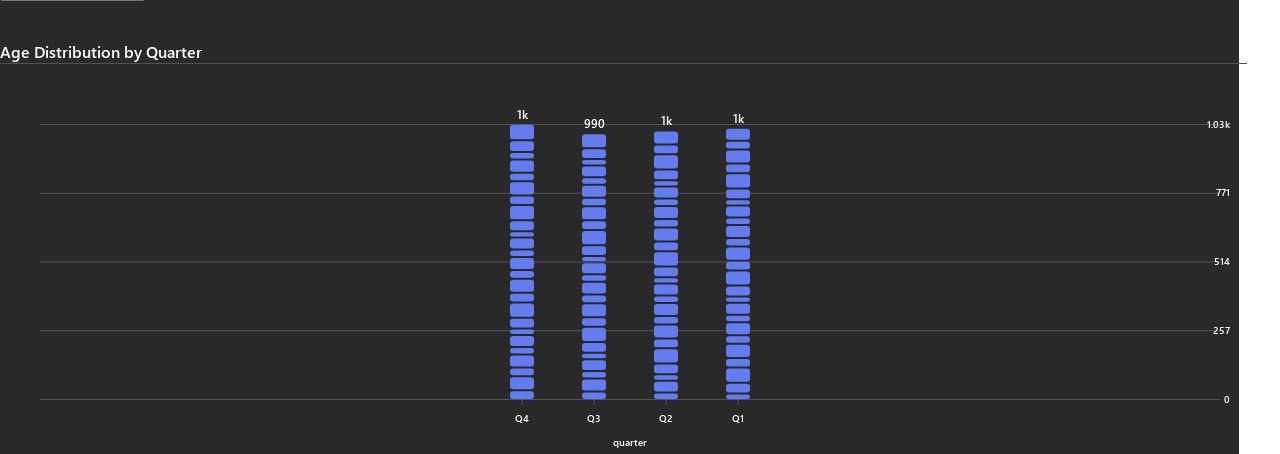 Age Distribution by Quarter
1k
990
1k
1k
1.03k
771
514
257
0
Q4
Q3
Q2
Q1
quarter